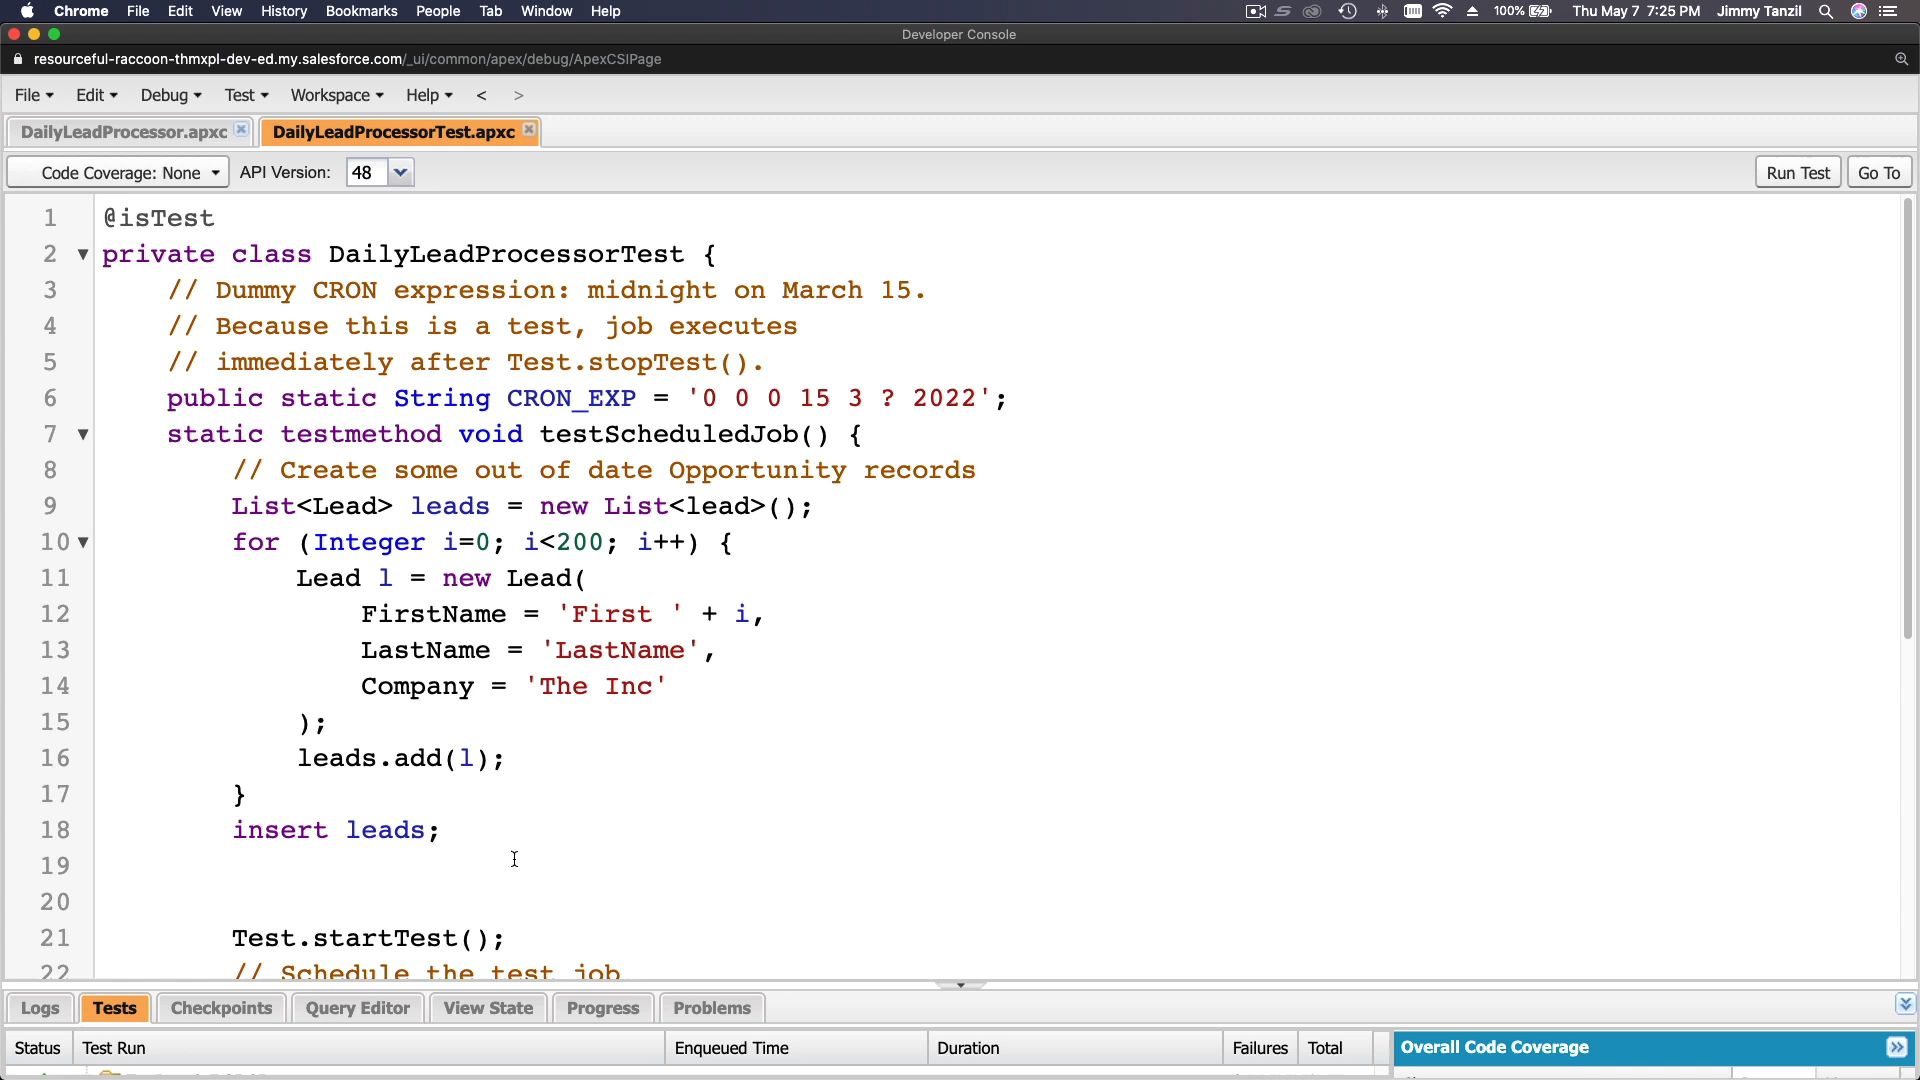 Chrome File Edit View History Bookmarks People Tab Window Help 100% Thu May 7 7:25 PM Jimmy Tanzil
Developer Console
resourceful-raccoon-thmxpl-dev-ed.my.salesforce.com/_ui/common/apex/debug/ApexCSIPage
File Edit Debug Test Workspace Help < >
DailyLeadProcessor.apxc DailyLeadProcessorTest.apxc
Code Coverage: None API Version: 48 Run Test Go To
1 @isTest
2 private class DailyLeadProcessorTest {
3 // Dummy CRON expression: midnight on March 15.
4 // Because this is a test, job executes
5 // immediately after Test.stopTest().
6 public static String CRON_EXP = '0 0 0 15 3 ? 2022';
7 static testmethod void testScheduledJob() {
8 // Create some out of date Opportunity records
9 List<Lead> leads = new List<lead>();
10 for (Integer i=0; i<200; i++) {
11 Lead l = new Lead(
12 FirstName = 'First ' + i,
13 LastName = 'LastName',
14 Company = 'The Inc'
15 );
16 leads.add(l);
17 }
18 insert leads;
19
20
21 Test.startTest();
22 // Schedule the test job
Logs Tests Checkpoints Query Editor View State Progress Problems
Status Test Run Enqueued Time Duration Failures Total Overall Code Coverage